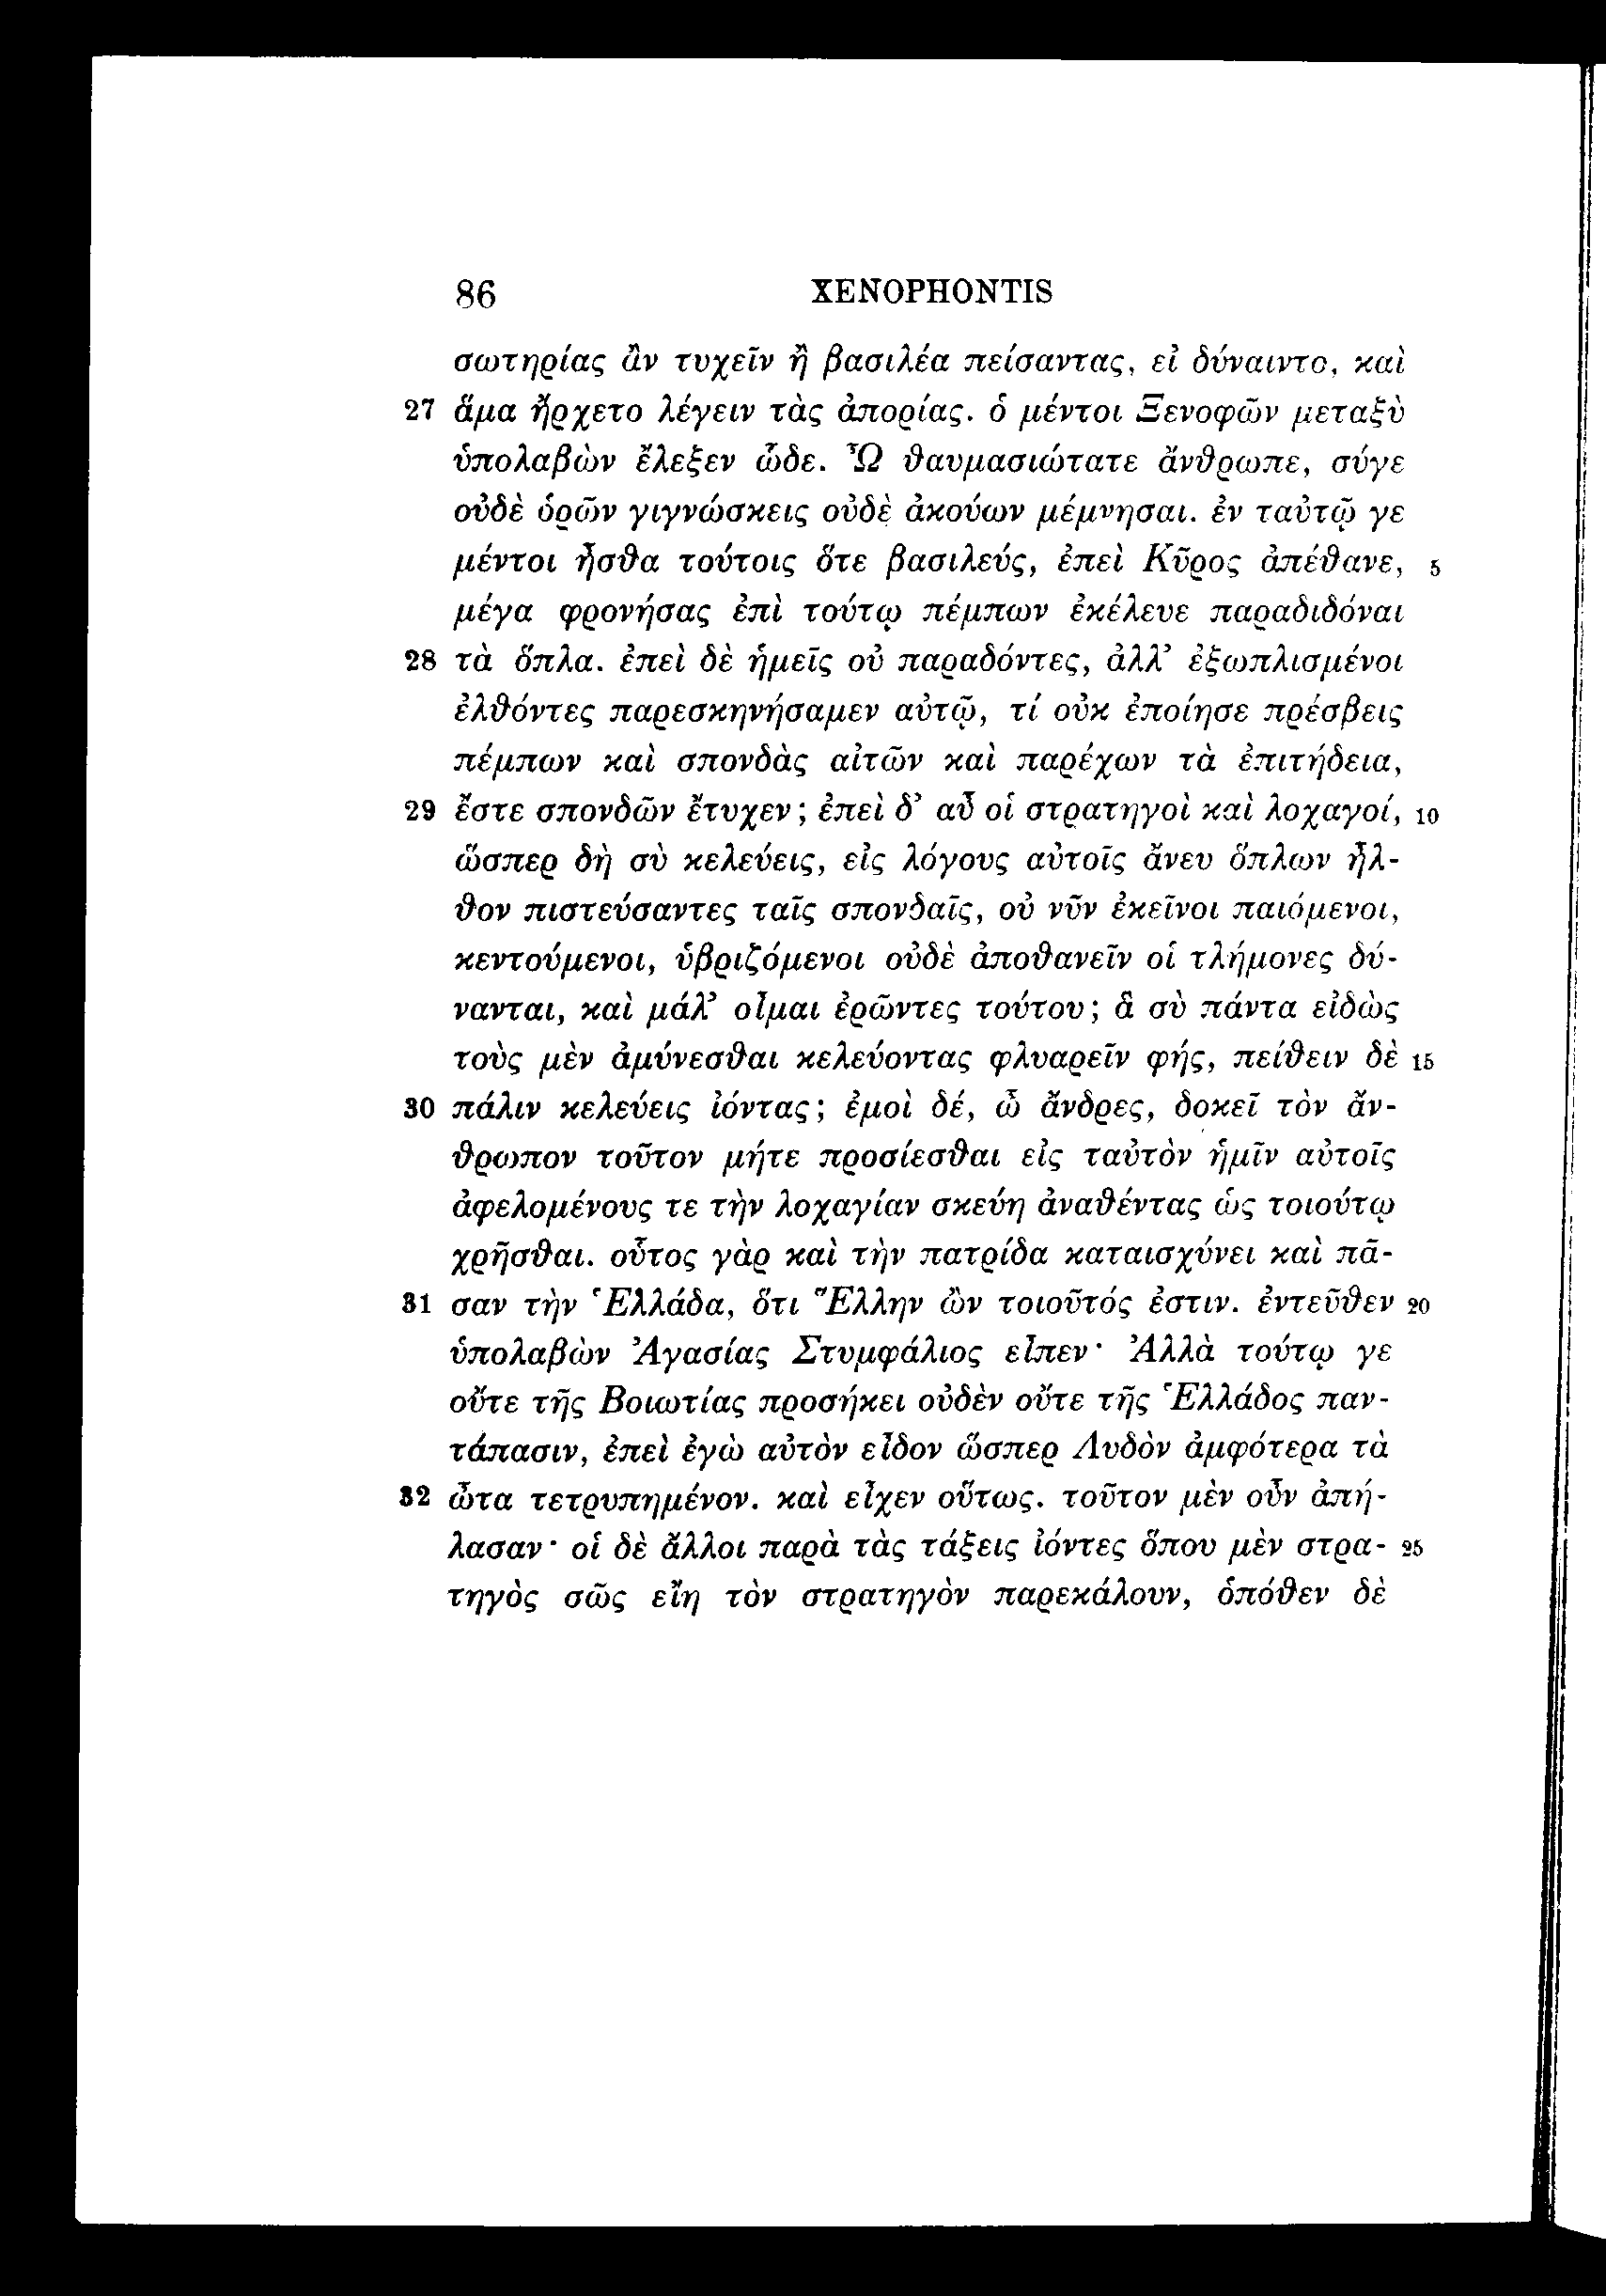 86 XENOPHONTIS
σωτηρίας ἂν τυχεῖν ἢ βασιλέα πείσαντας, εἰ δύναιντο, καὶ
27 ἅμα ἤρχετο λέγειν τὰς ἀπορίας. ὁ μέντοι Ξενοφῶν μεταξὺ
ὑπολαβὼν ἔλεξεν ὧδε. Ὦ θαυμασιώτατε ἄνθρωπε, σύγε
οὐδὲ ὁρῶν γιγνώσκεις οὐδὲ ἀκούων μέμνησαι. ἐν ταὐτῷ γε
μέντοι ἦσθα τούτοις ὅτε βασιλεύς, ἐπεὶ Κῦρος ἀπέθανε, 5
μέγα φρονήσας ἐπὶ τούτῳ πέμπων ἐκέλευε παραδιδόναι
28 τὰ ὅπλα. ἐπεὶ δὲ ἡμεῖς οὐ παραδόντες, ἀλλ᾽ ἐξωπλισμένοι
ἐλθόντες παρεσκηνήσαμεν αὐτῷ, τί οὐκ ἐποίησε πρέσβεις
πέμπων καὶ σπονδὰς αἰτῶν καὶ παρέχων τὰ ἐπιτήδεια,
29 ἔστε σπονδῶν ἔτυχεν; ἐπεὶ δ᾽ αὖ οἱ στρατηγοὶ καὶ λοχαγοί, 10
ὥσπερ δὴ σὺ κελεύεις, εἰς λόγους αὐτοῖς ἄνευ ὅπλων ἦλ-
θον πιστεύσαντες ταῖς σπονδαῖς, οὐ νῦν ἐκεῖνοι παιόμενοι,
κεντούμενοι, ὑβριζόμενοι οὐδὲ ἀποθανεῖν οἱ τλήμονες δύ-
νανται, καὶ μάλ᾽ οἶμαι ἐρῶντες τούτου; ἃ σὺ πάντα εἰδὼς
τοὺς μὲν ἀμύνεσθαι κελεύοντας φλυαρεῖν φής, πείθειν δὲ 15
30 πάλιν κελεύεις ἰόντας; ἐμοὶ δέ, ὦ ἄνδρες, δοκεῖ τὸν ἄν-
θρωπον τοῦτον μήτε προσίεσθαι εἰς ταὐτὸν ἡμῖν αὐτοῖς
ἀφελομένους τε τὴν λοχαγίαν σκεύη ἀναθέντας ὡς τοιούτῳ
χρῆσθαι. οὗτος γὰρ καὶ τὴν πατρίδα καταισχύνει καὶ πᾶ-
31 σαν τὴν Ἑλλάδα, ὅτι Ἕλλην ὢν τοιοῦτός ἐστιν. ἐντεῦθεν 20
ὑπολαβὼν Ἀγασίας Στυμφάλιος εἶπεν· Ἀλλὰ τούτῳ γε
οὔτε τῆς Βοιωτίας προσήκει οὐδὲν οὔτε τῆς Ἑλλάδος παν-
τάπασιν, ἐπεὶ ἐγὼ αὐτὸν εἶδον ὥσπερ Λυδὸν ἀμφότερα τὰ
32 ὦτα τετρυπημένον. καὶ εἶχεν οὕτως. τοῦτον μὲν οὖν ἀπή-
λασαν· οἱ δὲ ἄλλοι παρὰ τὰς τάξεις ἰόντες ὅπου μὲν στρα- 25
τηγὸς σῶς εἴη τὸν στρατηγὸν παρεκάλουν, ὁπόθεν δὲ